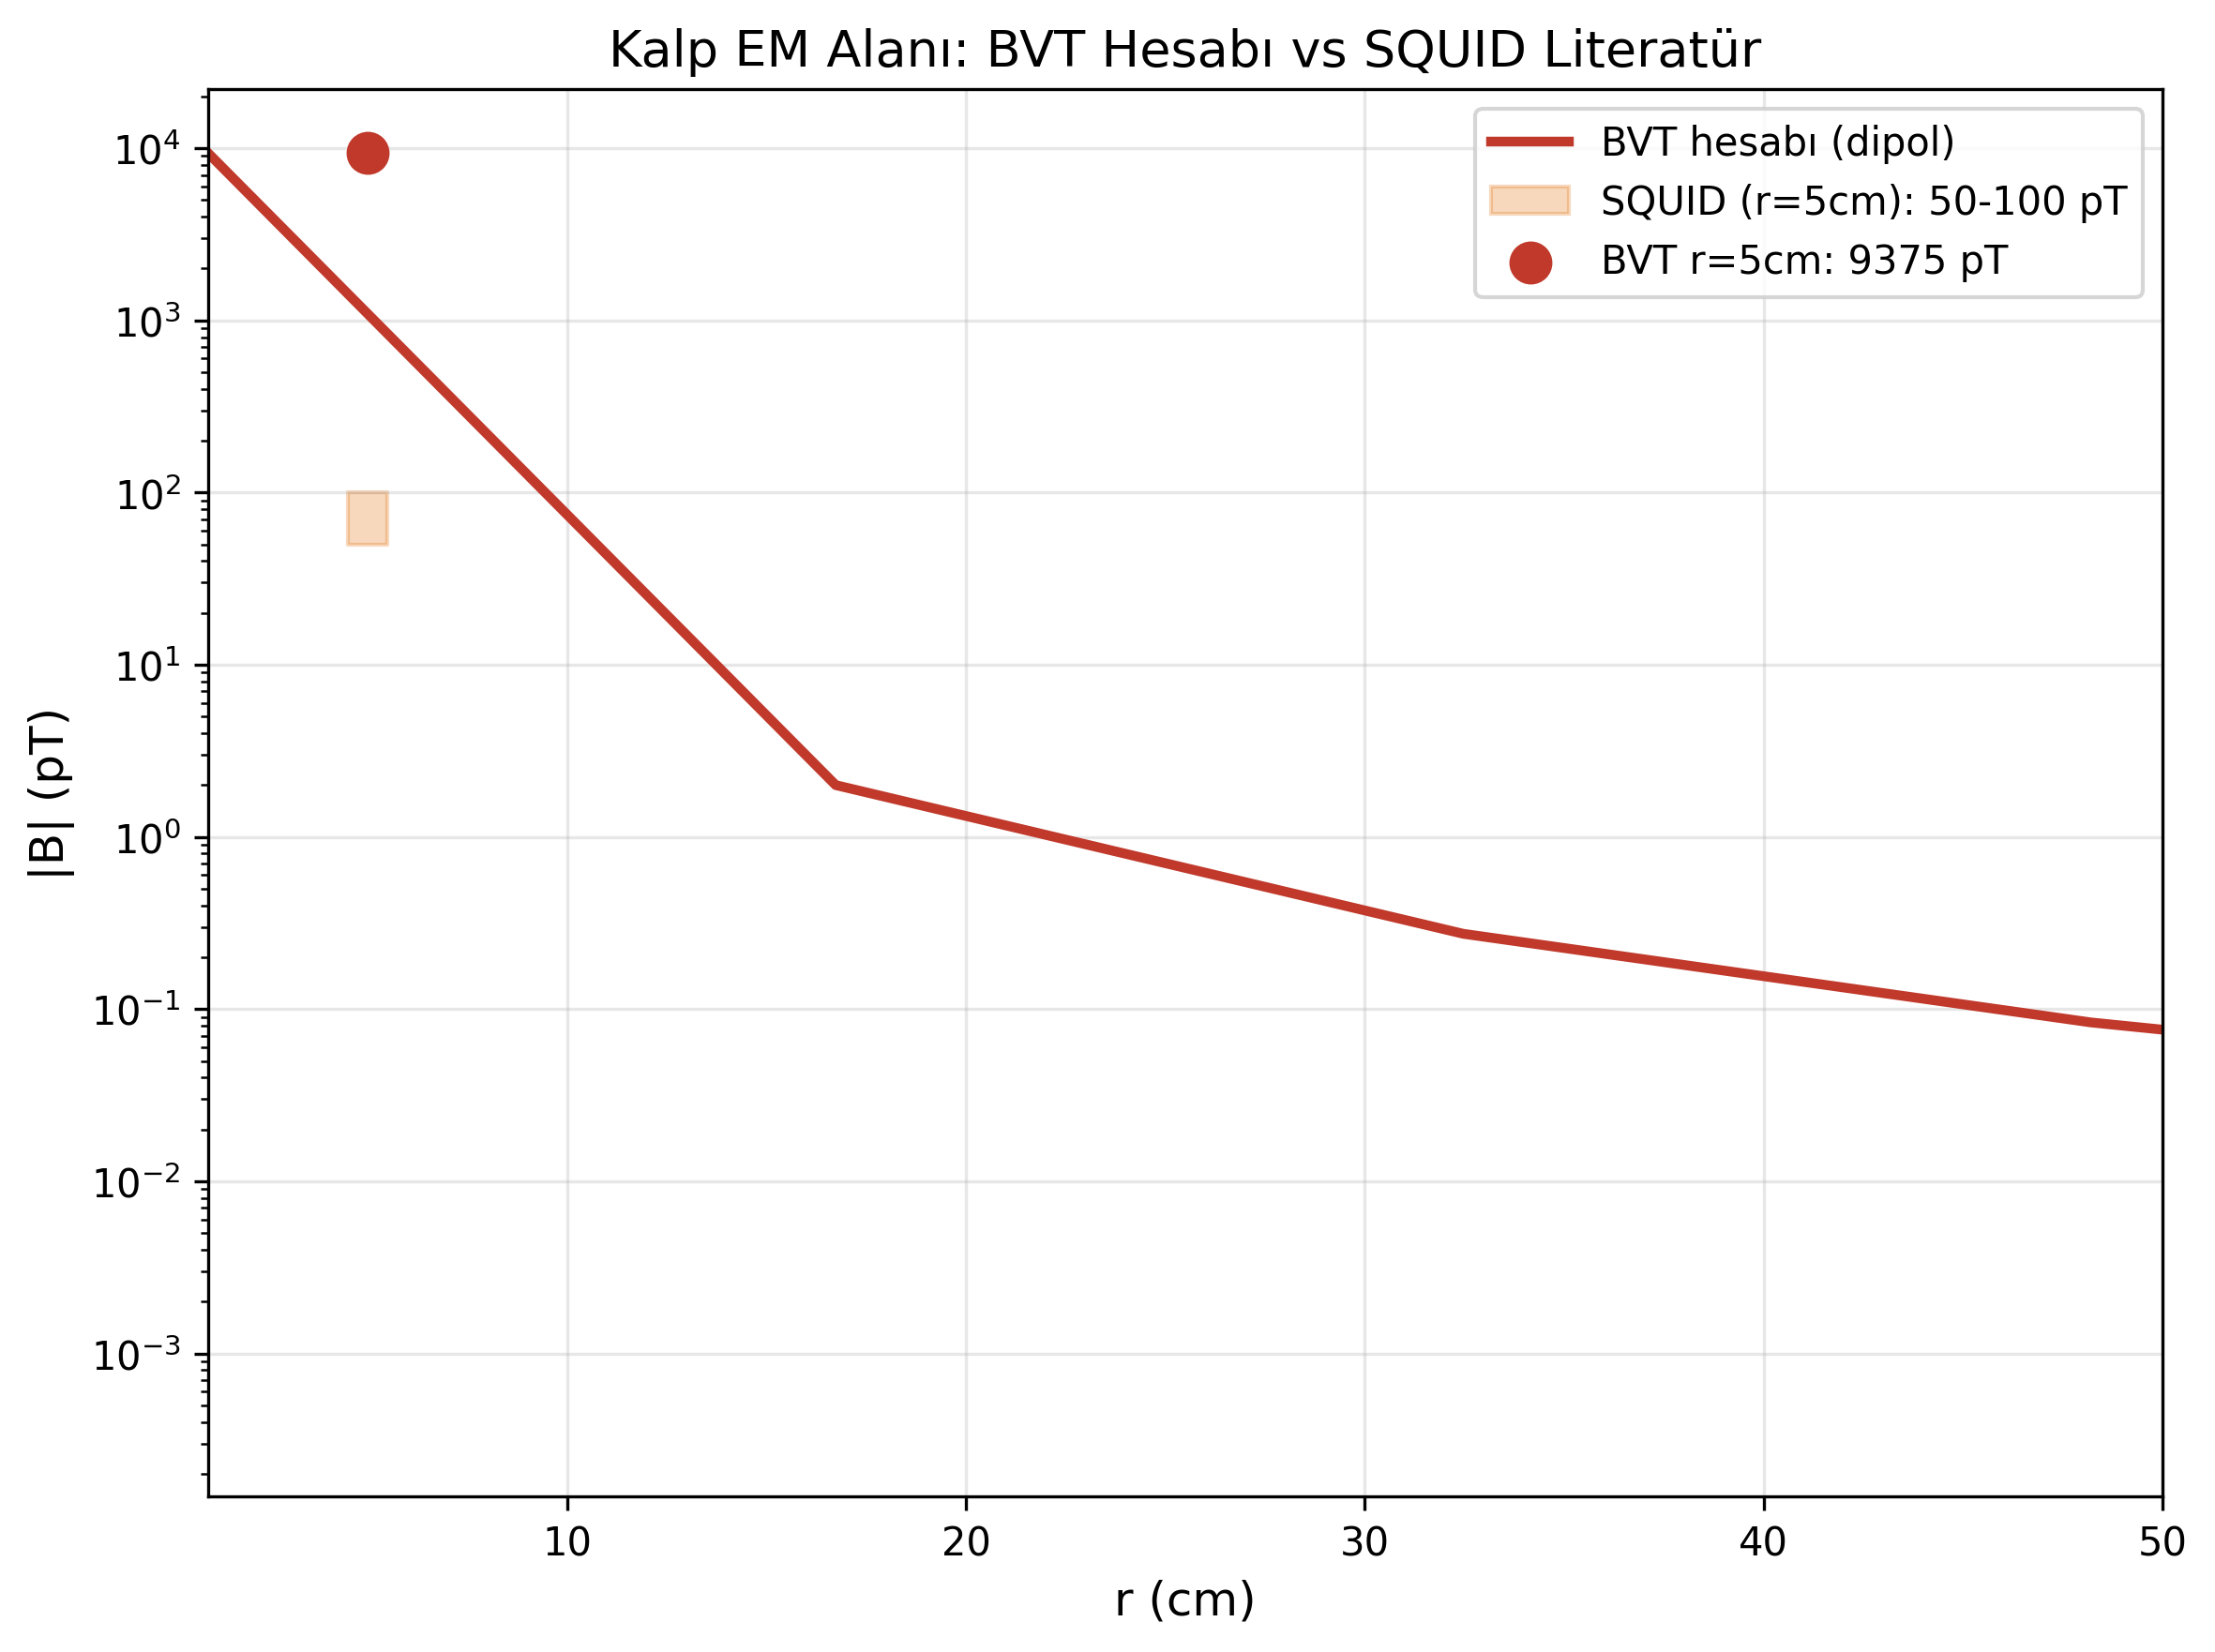 Kalp EM Alanı: BVT Hesabı vs SQUID Literatür
BVT hesabı (dipol)
SQUID (r=5cm): 50-100 pT
BVT r=5cm: 9375 pT
|B| (pT)
10⁴
10³
10²
10¹
10⁰
10⁻¹
10⁻²
10⁻³
10 20 30 40 50
r (cm)